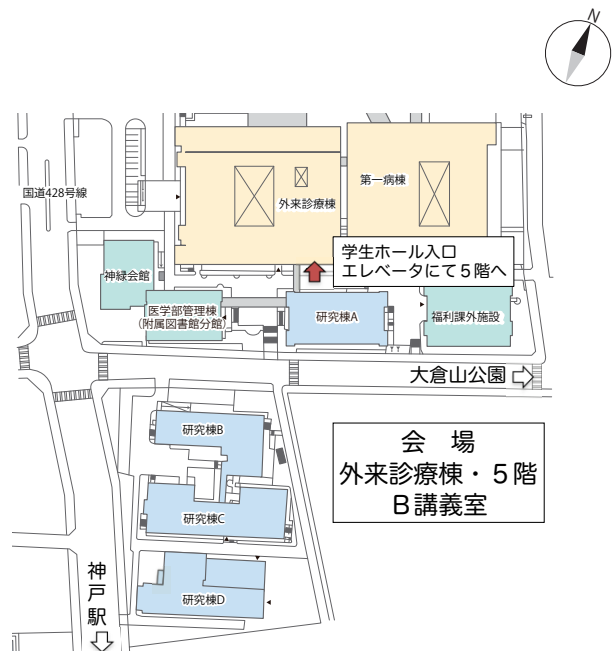 N
国道428号線
外来診療棟
第一病棟
学生ホール入口
エレベータにて5階へ
神緑会館
医学部管理棟
(附属図書館分館)
研究棟A
福利課外施設
大倉山公園
研究棟B
会 場
外来診療棟・5階
B講義室
研究棟C
研究棟D
神戸駅